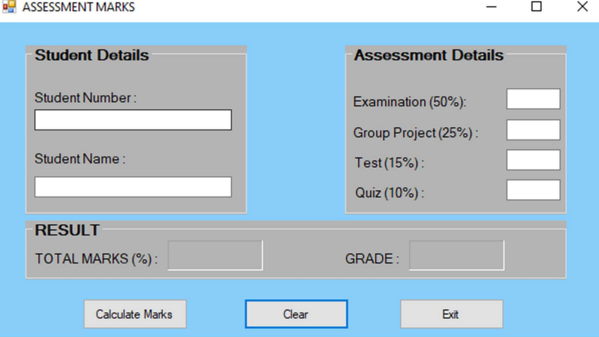 ASSESSMENT MARKS
Student Details
Student Number :
Student Name :
Assessment Details
Examination (50%):
Group Project (25%) :
Test (15%) :
Quiz (10%) :
RESULT
TOTAL MARKS (%) :
GRADE :
Calculate Marks
Clear
Exit